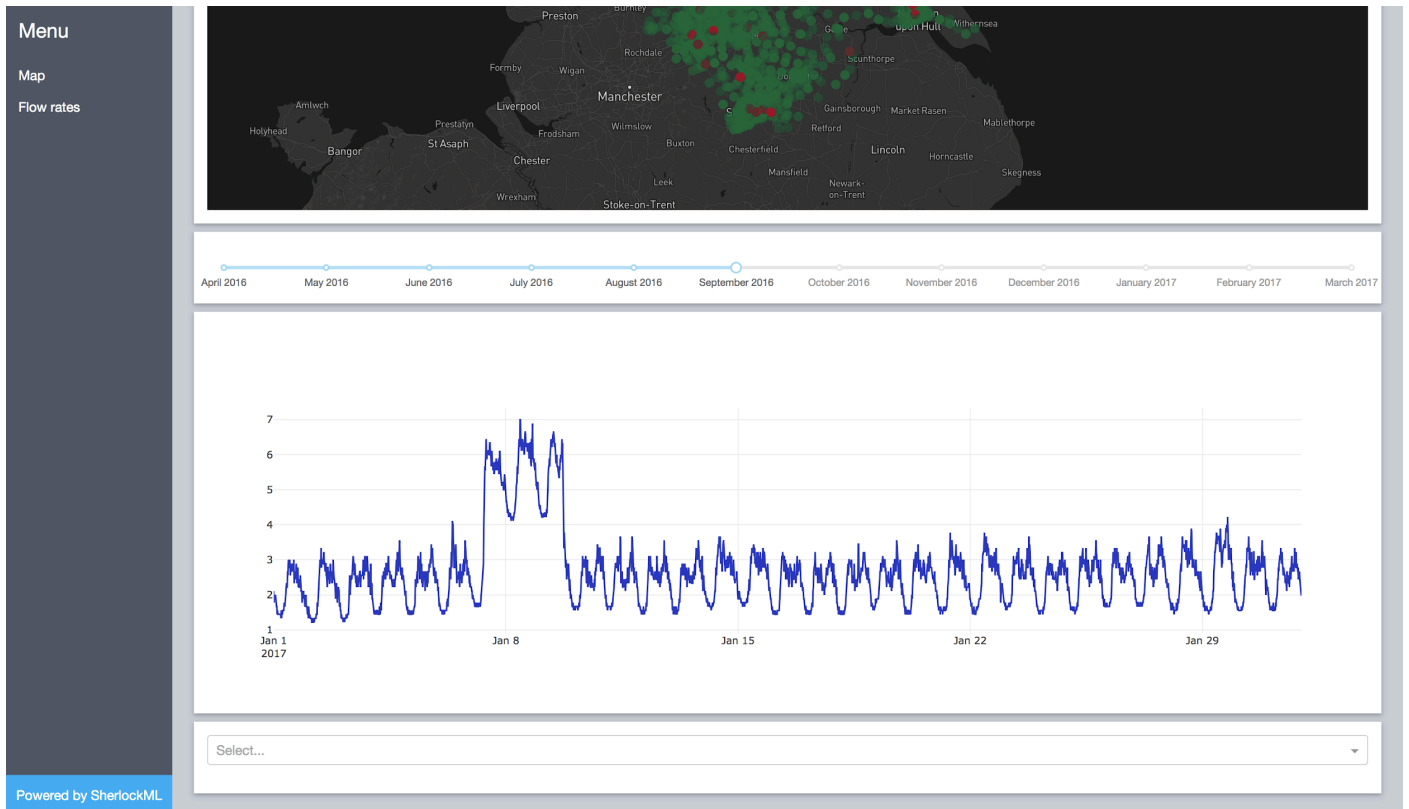 Menu
Map
Flow rates
Powered by SherlockML
Preston
Burnley
Withernsea
upon Hull
Rochdale
Scunthorpe
Formby
Wigan
Manchester
Liverpool
Amlwch
Gainsborough
Market Rasen
Holyhead
Prestatyn
Frodsham
Wilmslow
Retford
Mablethorpe
Bangor
St Asaph
Buxton
Chesterfield
Lincoln
Chester
Horncastle
Mansfield
Skegness
Leek
Newark-
on-Trent
Wrexham
Stoke-on-Trent
April 2016
May 2016
June 2016
July 2016
August 2016
September 2016
October 2016
November 2016
December 2016
January 2017
February 2017
March 2017
7
6
5
4
3
2
1
Jan 1
2017
Jan 8
Jan 15
Jan 22
Jan 29
Select...